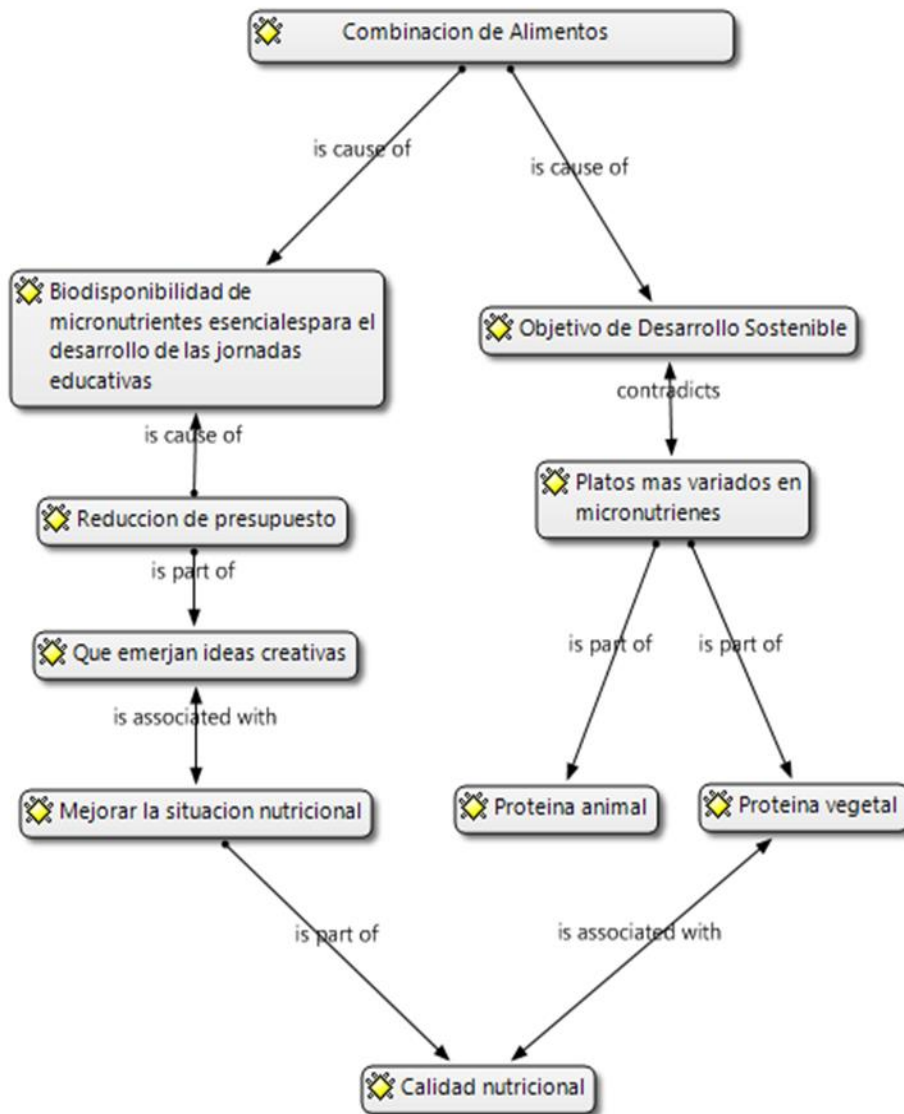 Combinacion de Alimentos
is cause of
is cause of
Biodisponibilidad de
micronutrientes esencialespara el
desarrollo de las jornadas
educativas
Objetivo de Desarrollo Sostenible
contradicts
is cause of
Platos mas variados en
micronutrienes
Reduccion de presupuesto
is part of
Que emerjan ideas creativas
is part of
is part of
is associated with
Mejorar la situacion nutricional
Proteina animal
Proteina vegetal
is part of
is associated with
Calidad nutricional